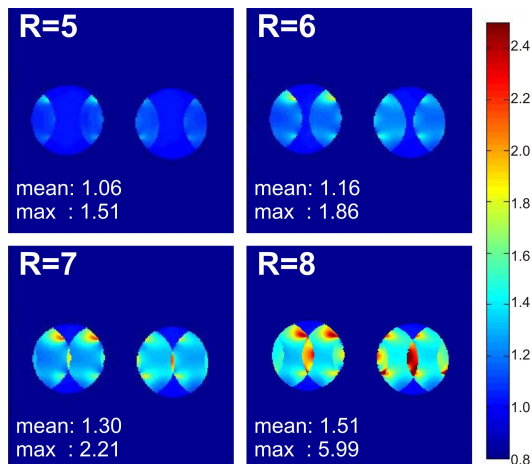 R=5
mean: 1.06
max : 1.51
R=6
mean: 1.16
max : 1.86
R=7
mean: 1.30
max : 2.21
R=8
mean: 1.51
max : 5.99
2.4
2.2
2.0
1.8
1.6
1.4
1.2
1.0
0.8